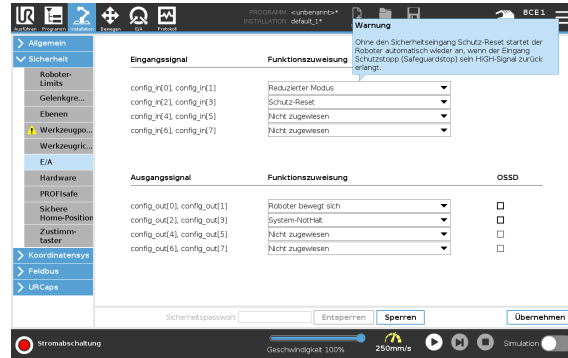 PROGRAMM <unbenannt>*
INSTALLATION default_1*
8CE1
Ausführen Programm Installation Bewegen E/A Protokoll
Warnung
Ohne den Sicherheitseingang Schutz-Reset startet der
Roboter automatisch wieder an, wenn der Eingang
Schutzstopp (Safeguardstop) sein HIGH-Signal zurück
erlangt.
Allgemein
Sicherheit
Roboter-
Limits
Gelenkgre...
Ebenen
Werkzeugpo...
Werkzeugric...
E/A
Hardware
PROFIsafe
Sichere
Home-Position
Zustimm-
taster
Koordinatensys
Feldbus
URCaps
Eingangssignal Funktionszuweisung
config_in[0], config_in[1] Reduzierter Modus
config_in[2], config_in[3] Schutz-Reset
config_in[4], config_in[5] Nicht zugewiesen
config_in[6], config_in[7] Nicht zugewiesen
Ausgangssignal Funktionszuweisung OSSD
config_out[0], config_out[1] Roboter bewegt sich
config_out[2], config_out[3] System-NotHalt
config_out[4], config_out[5] Nicht zugewiesen
config_out[6], config_out[7] Nicht zugewiesen
Sicherheitspasswort Entsperren Sperren Übernehmen
Stromabschaltung
Geschwindigkeit 100%
250mm/s
Simulation